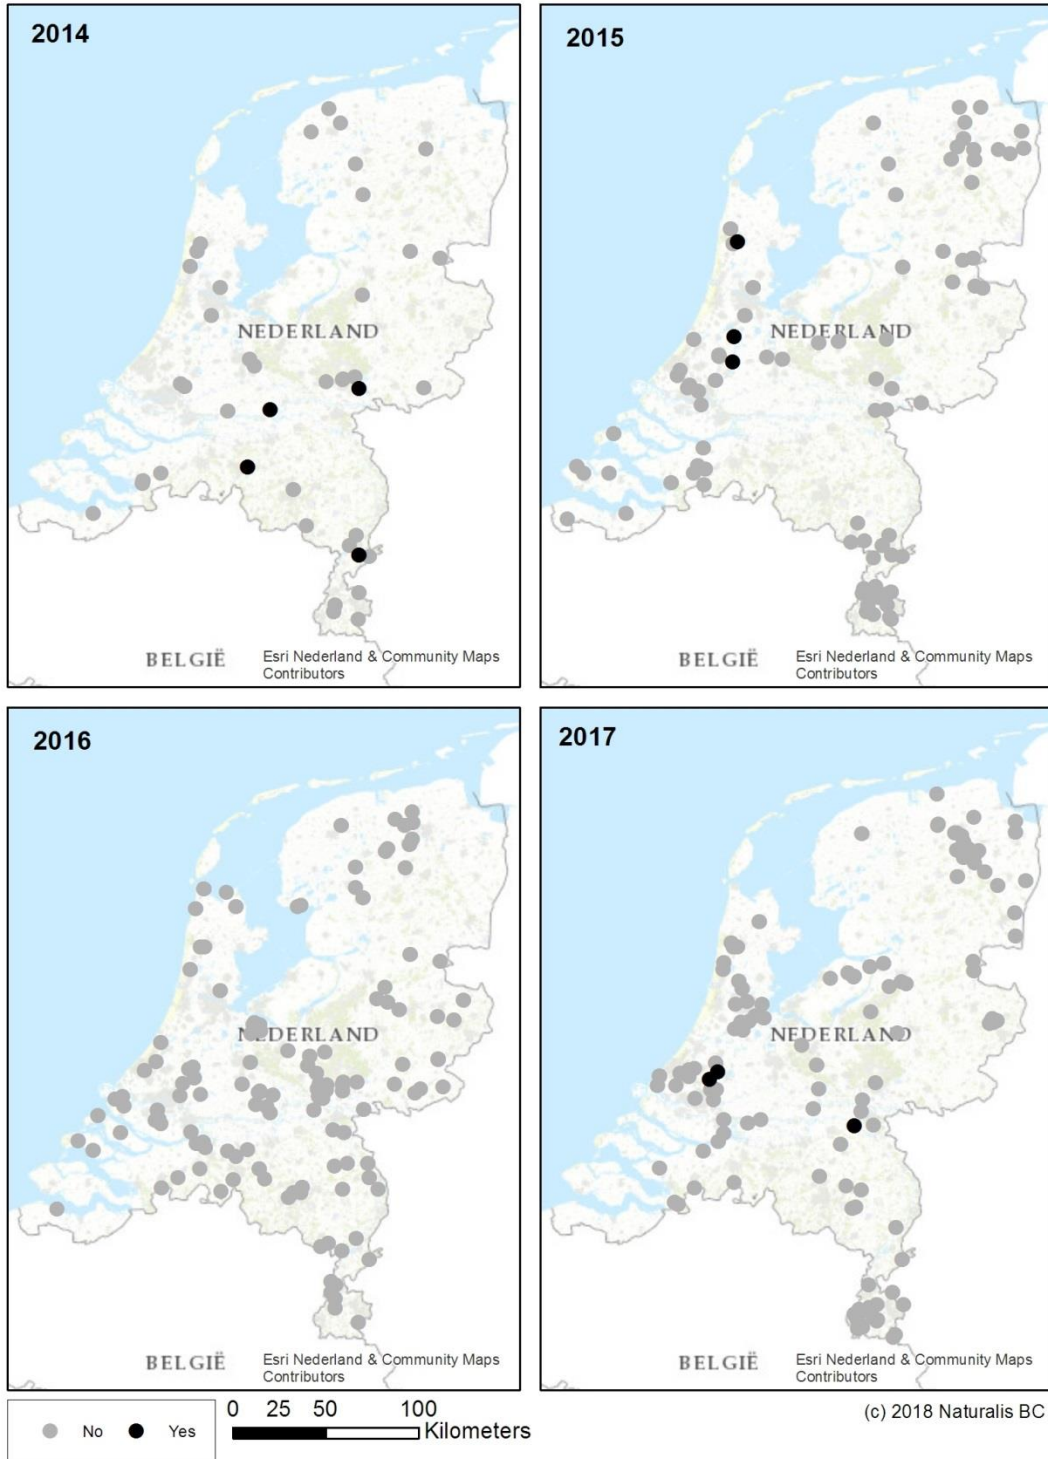 2014
NEDERLAND
BELGIË
Esri Nederland & Community Maps
Contributors
2015
NEDERLAND
BELGIË
Esri Nederland & Community Maps
Contributors
2016
NEDERLAND
BELGIË
Esri Nederland & Community Maps
Contributors
2017
NEDERLAND
BELGIË
Esri Nederland & Community Maps
Contributors
No Yes
0 25 50 100
Kilometers
(c) 2018 Naturalis BC